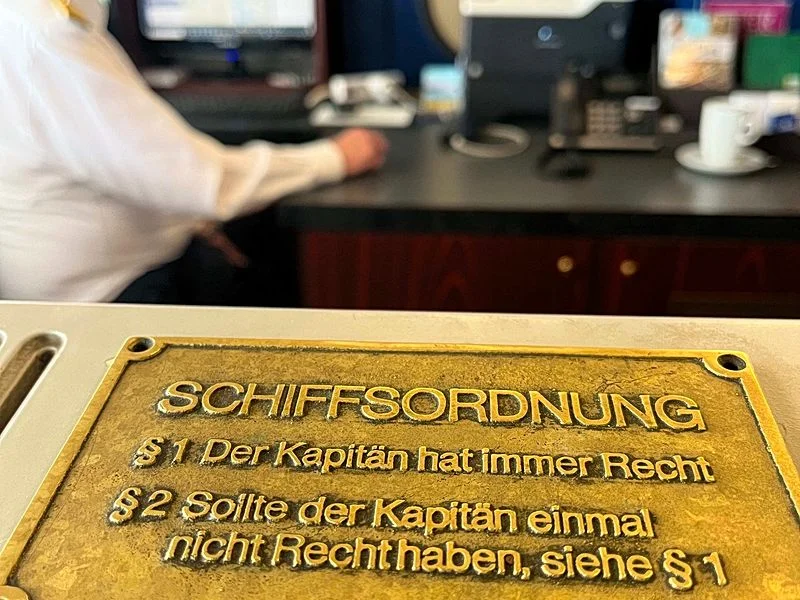 SCHIFFSORDNUNG
§ 1 Der Kapitän hat immer Recht
§ 2 Sollte der Kapitän einmal
nicht Recht haben, siehe § 1